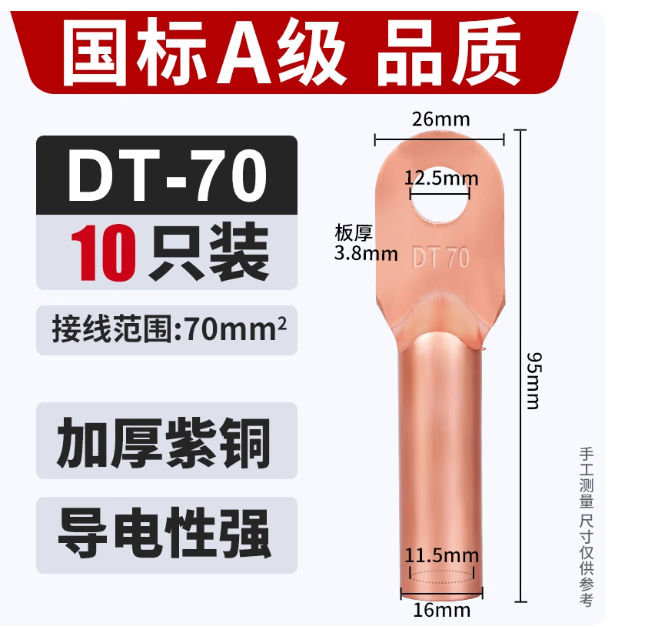 国标A级 品质
DT-70
10只装
接线范围:70mm²
加厚紫铜
导电性强
26mm
12.5mm
板厚
3.8mm
DT 70
95mm
11.5mm
16mm
手工测量 尺寸仅供参考